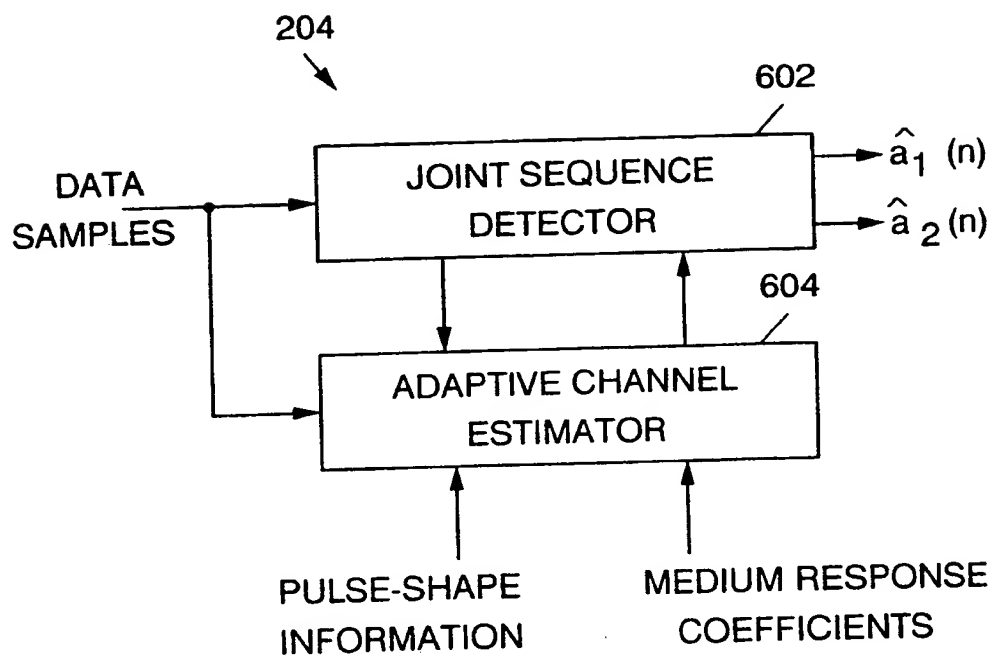 204
602
JOINT SEQUENCE
DETECTOR
â₁ (n)
â₂ (n)
DATA
SAMPLES
604
ADAPTIVE CHANNEL
ESTIMATOR
PULSE-SHAPE
INFORMATION
MEDIUM RESPONSE
COEFFICIENTS